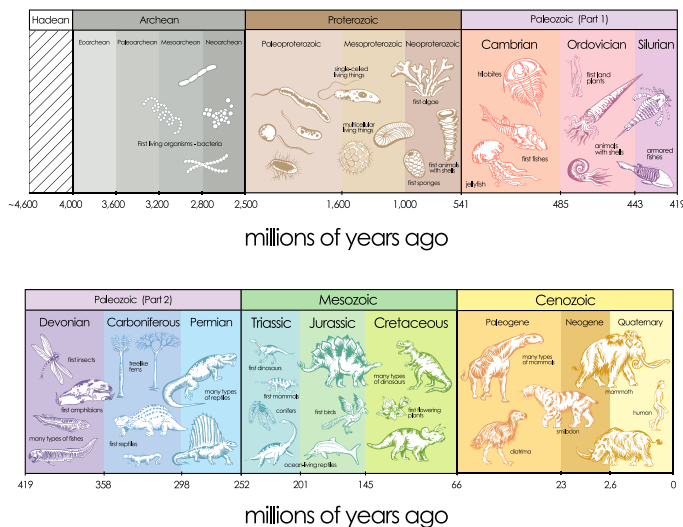 Hadean
Archean
Proterozoic
Paleozoic (Part 1)
Eoarchean
Paleoarchean
Mesoarchean
Neoarchean
Paleoproterozoic
Mesoproterozoic
Neoproterozoic
Cambrian
Ordovician
Silurian
First living organisms - bacteria
single-celled
living things
multicellular
living things
first algae
first animals
with shells
first sponges
trilobites
first fishes
jellyfish
first land
plants
animals
with shells
armored
fishes
~4,600
4,000
3,600
3,200
2,800
2,500
1,600
1,000
541
485
443
419
millions of years ago
Paleozoic (Part 2)
Mesozoic
Cenozoic
Devonian
Carboniferous
Permian
Triassic
Jurassic
Cretaceous
Paleogene
Neogene
Quaternary
first insects
first amphibians
many types of fishes
treelike
ferns
first reptiles
many types
of reptiles
first dinosaurs
first mammals
conifers
first birds
ocean-living reptiles
many types
of dinosaurs
first flowering
plants
many types
of mammals
diatrima
smilodon
mammoth
human
419
358
298
252
201
145
66
23
2,6
0
millions of years ago